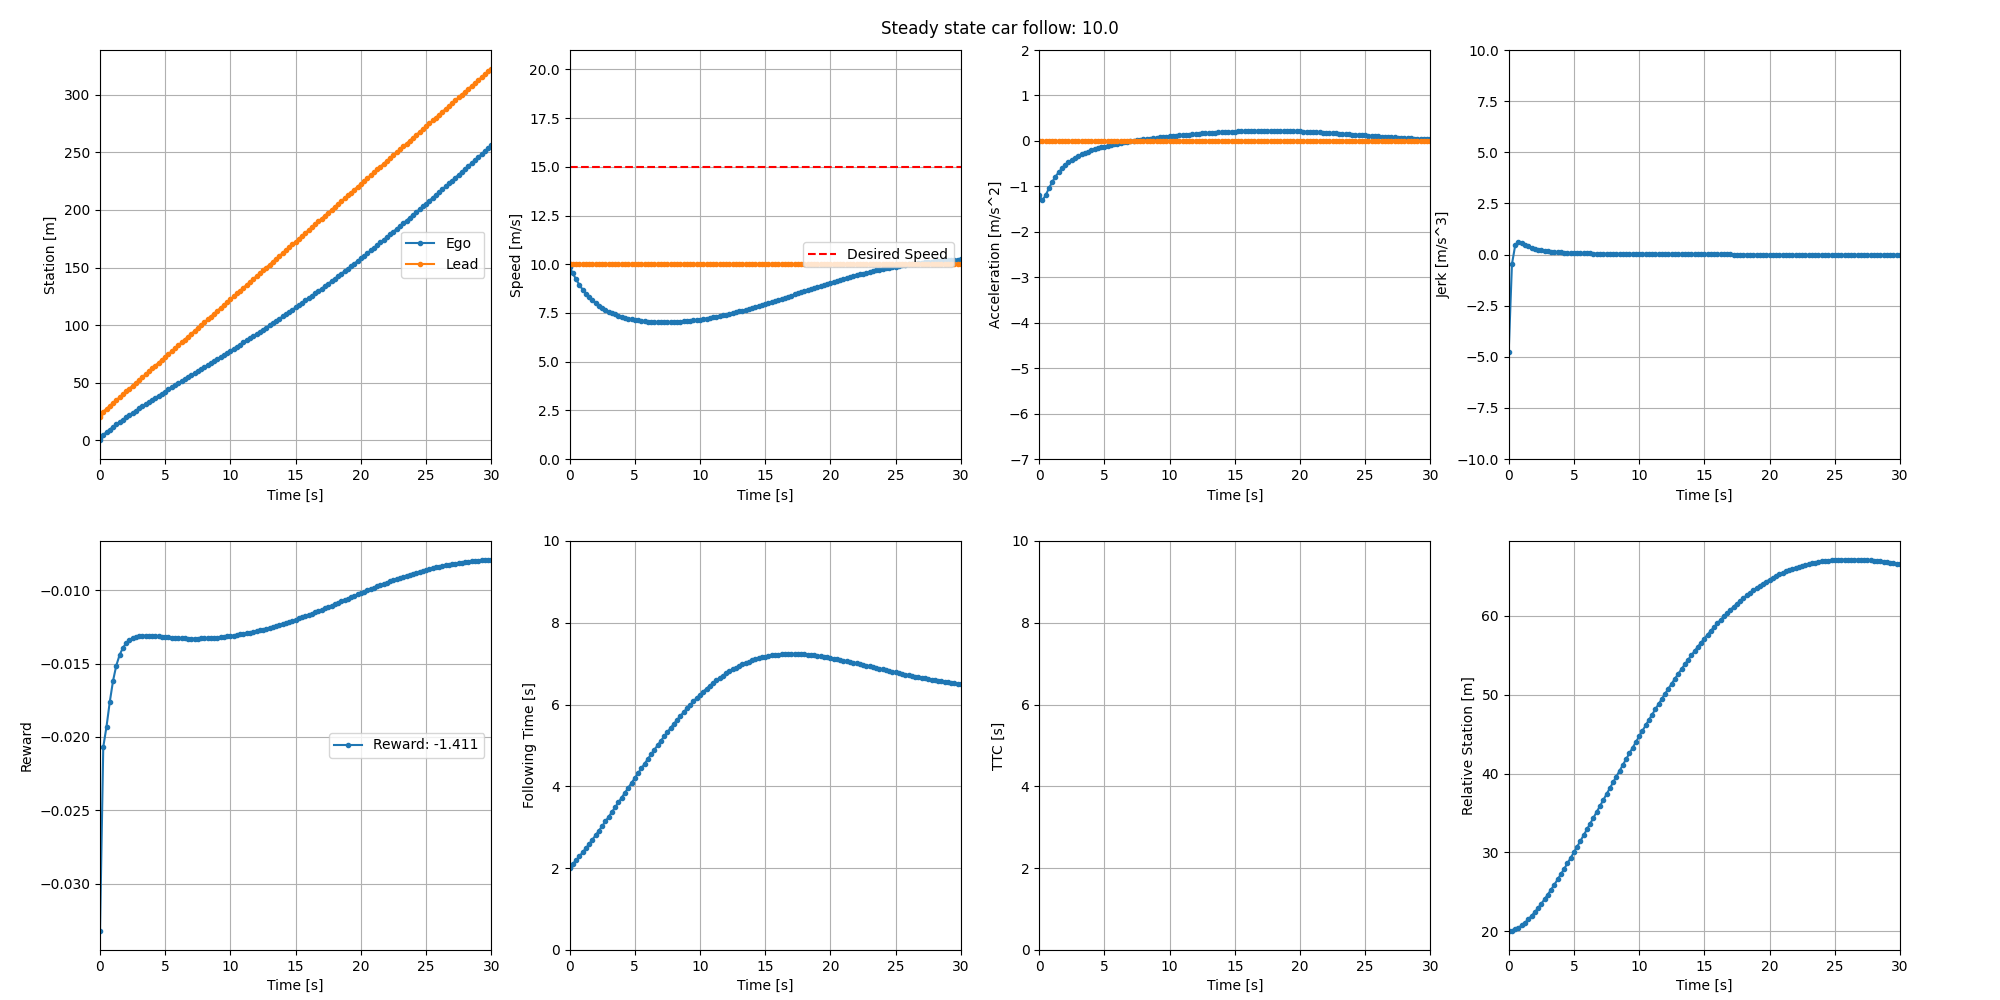 Steady state car follow: 10.0
Station [m]
300
250
200
150
100
50
0
Ego
Lead
0 5 10 15 20 25 30
Time [s]
Speed [m/s]
20.0
17.5
15.0
12.5
10.0
7.5
5.0
2.5
0.0
Desired Speed
0 5 10 15 20 25 30
Time [s]
Acceleration [m/s^2]
2
1
0
−1
−2
−3
−4
−5
−6
−7
0 5 10 15 20 25 30
Time [s]
Jerk [m/s^3]
10.0
7.5
5.0
2.5
0.0
−2.5
−5.0
−7.5
−10.0
0 5 10 15 20 25 30
Time [s]
Reward
−0.010
−0.015
−0.020
−0.025
−0.030
Reward: -1.411
0 5 10 15 20 25 30
Time [s]
Following Time [s]
10
8
6
4
2
0
0 5 10 15 20 25 30
Time [s]
TTC [s]
10
8
6
4
2
0
0 5 10 15 20 25 30
Time [s]
Relative Station [m]
60
50
40
30
20
0 5 10 15 20 25 30
Time [s]